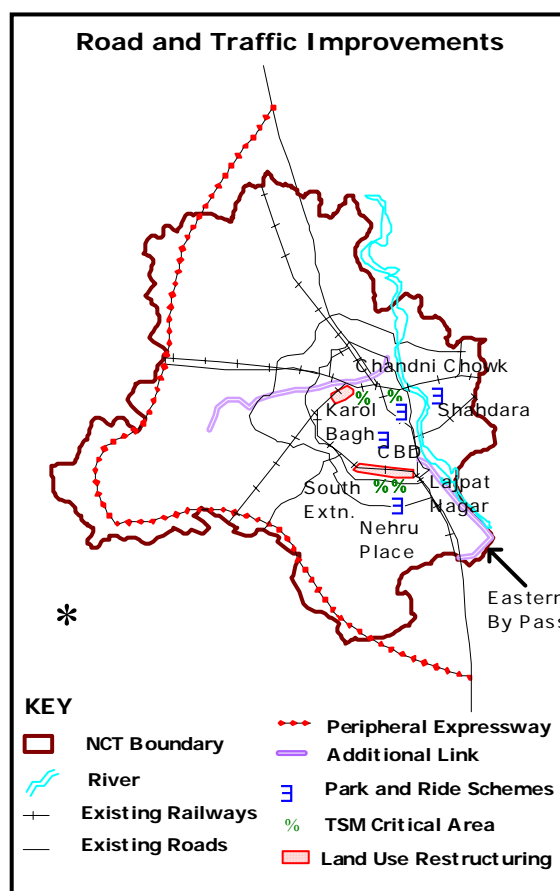 Road and Traffic Improvements
Chandni Chowk
Shahdara
Karol
Bagh
CBD
South
Extn.
Lajpat
Nagar
Nehru
Place
Eastern
By Pass
*
KEY
NCT Boundary
River
Existing Railways
Existing Roads
Peripheral Expressway
Additional Link
Park and Ride Schemes
% TSM Critical Area
Land Use Restructuring